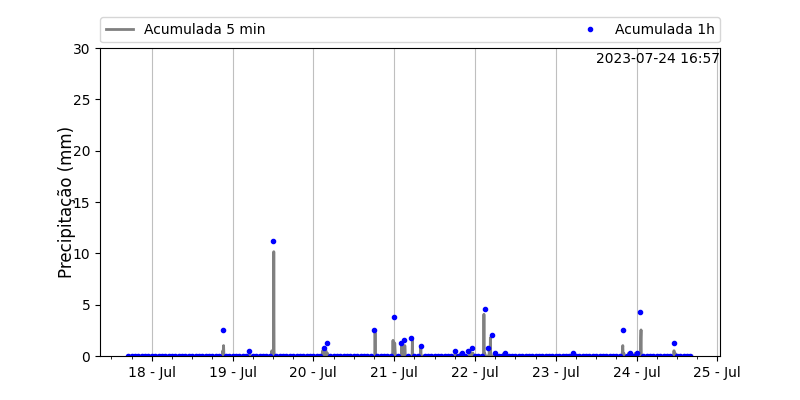 Acumulada 5 min
Acumulada 1h
2023-07-24 16:57
Precipitação (mm)
30
25
20
15
10
5
0
18 - Jul
19 - Jul
20 - Jul
21 - Jul
22 - Jul
23 - Jul
24 - Jul
25 - Jul